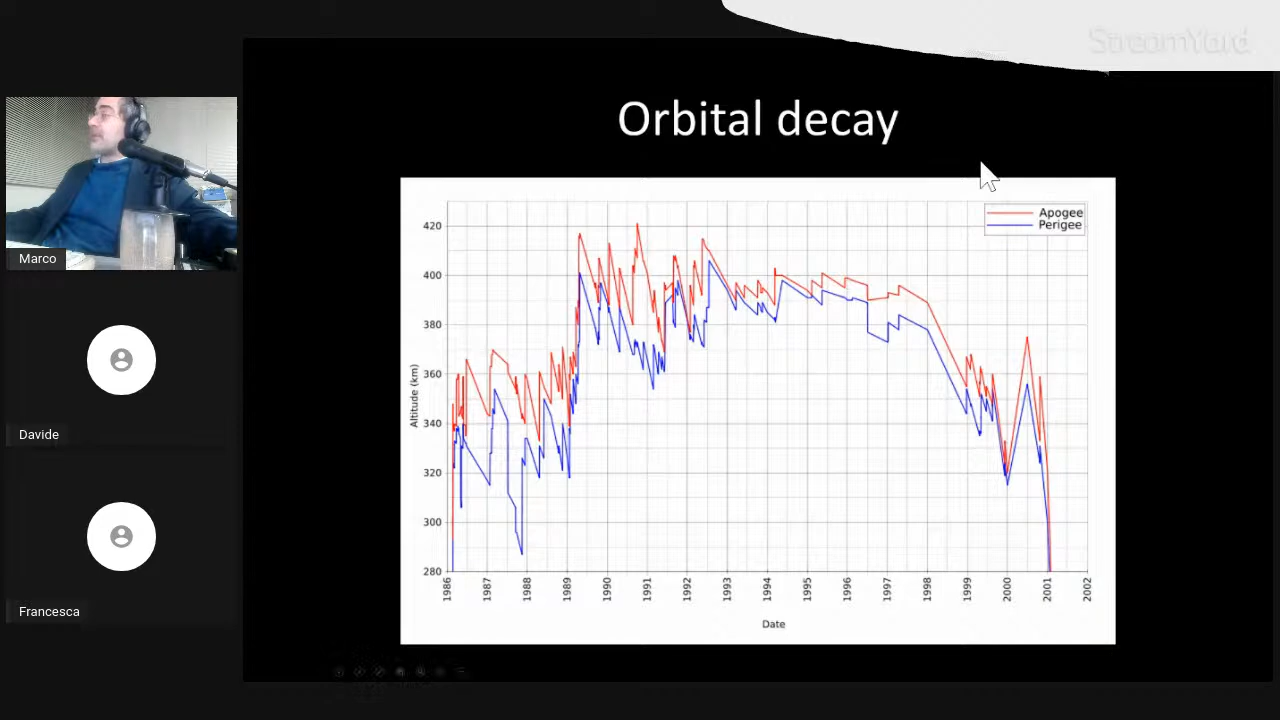 StreamYard
Orbital decay
Marco
Davide
Francesca
Apogee
Perigee
420
400
380
360
340
320
300
280
Altitude (km)
1986
1987
1988
1989
1990
1991
1992
1993
1994
1995
1996
1997
1998
1999
2000
2001
2002
Date